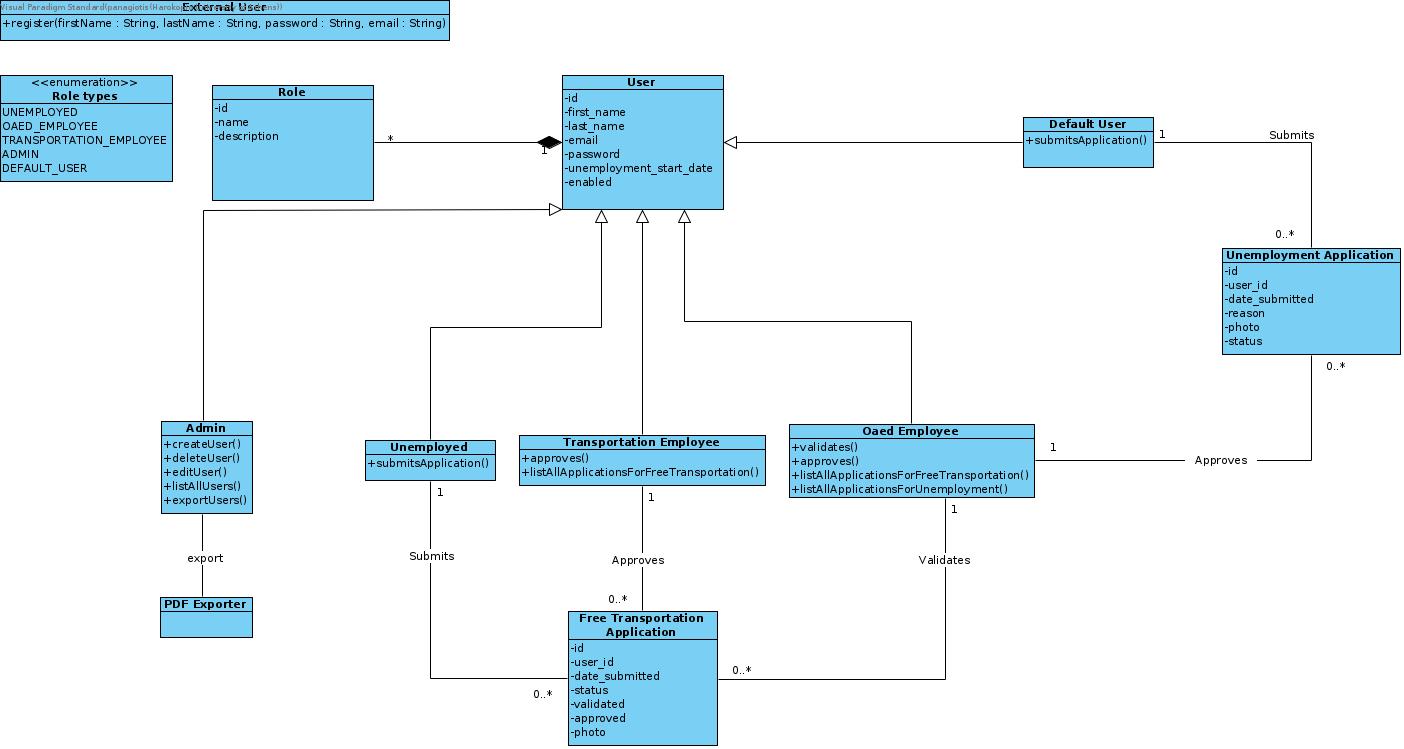 Visual Paradigm Standard(panagiotis(Harokopio
External User
+register(firstName : String, lastName : String, password : String, email : String)
<<enumeration>>
Role types
UNEMPLOYED
OAED_EMPLOYEE
TRANSPORTATION_EMPLOYEE
ADMIN
DEFAULT_USER
Role
-id
-name
-description
*
1
User
-id
-first_name
-last_name
-email
-password
-unemployment_start_date
-enabled
Default User
+submitsApplication()
1
Submits
0..*
Unemployment Application
-id
-user_id
-date_submitted
-reason
-photo
-status
0..*
Admin
+createUser()
+deleteUser()
+editUser()
+listAllUsers()
+exportUsers()
export
PDF Exporter
Unemployed
+submitsApplication()
1
Submits
0..*
Transportation Employee
+approves()
+listAllApplicationsForFreeTransportation()
1
Approves
0..*
Oaed Employee
+validates()
+approves()
+listAllApplicationsForFreeTransportation()
+listAllApplicationsForUnemployment()
1
Approves
1
Validates
0..*
Free Transportation
Application
-id
-user_id
-date_submitted
-status
-validated
-approved
-photo